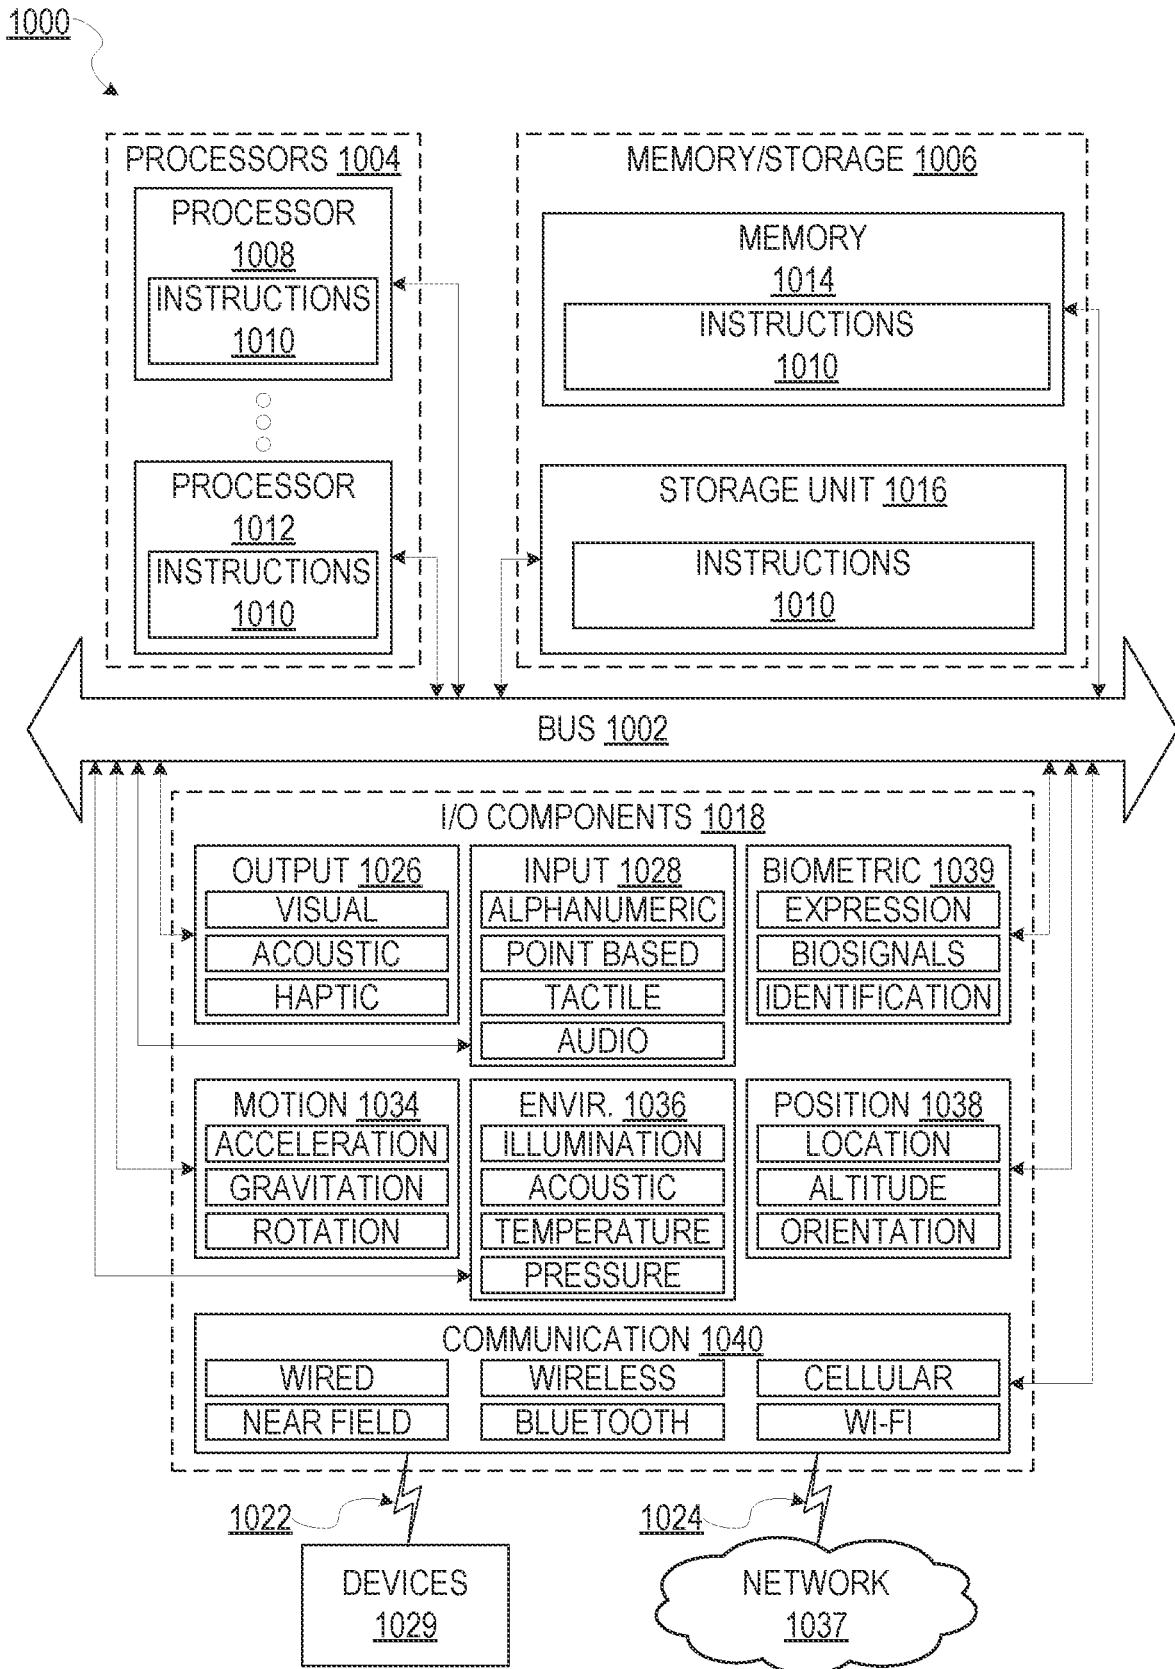 1000
PROCESSORS 1004
PROCESSOR
1008
INSTRUCTIONS
1010
PROCESSOR
1012
INSTRUCTIONS
1010
MEMORY/STORAGE 1006
MEMORY
1014
INSTRUCTIONS
1010
STORAGE UNIT 1016
INSTRUCTIONS
1010
BUS 1002
I/O COMPONENTS 1018
OUTPUT 1026
VISUAL
ACOUSTIC
HAPTIC
INPUT 1028
ALPHANUMERIC
POINT BASED
TACTILE
AUDIO
BIOMETRIC 1039
EXPRESSION
BIOSIGNALS
IDENTIFICATION
MOTION 1034
ACCELERATION
GRAVITATION
ROTATION
ENVIR. 1036
ILLUMINATION
ACOUSTIC
TEMPERATURE
PRESSURE
POSITION 1038
LOCATION
ALTITUDE
ORIENTATION
COMMUNICATION 1040
WIRED
WIRELESS
CELLULAR
NEAR FIELD
BLUETOOTH
WI-FI
1022
1024
DEVICES
1029
NETWORK
1037